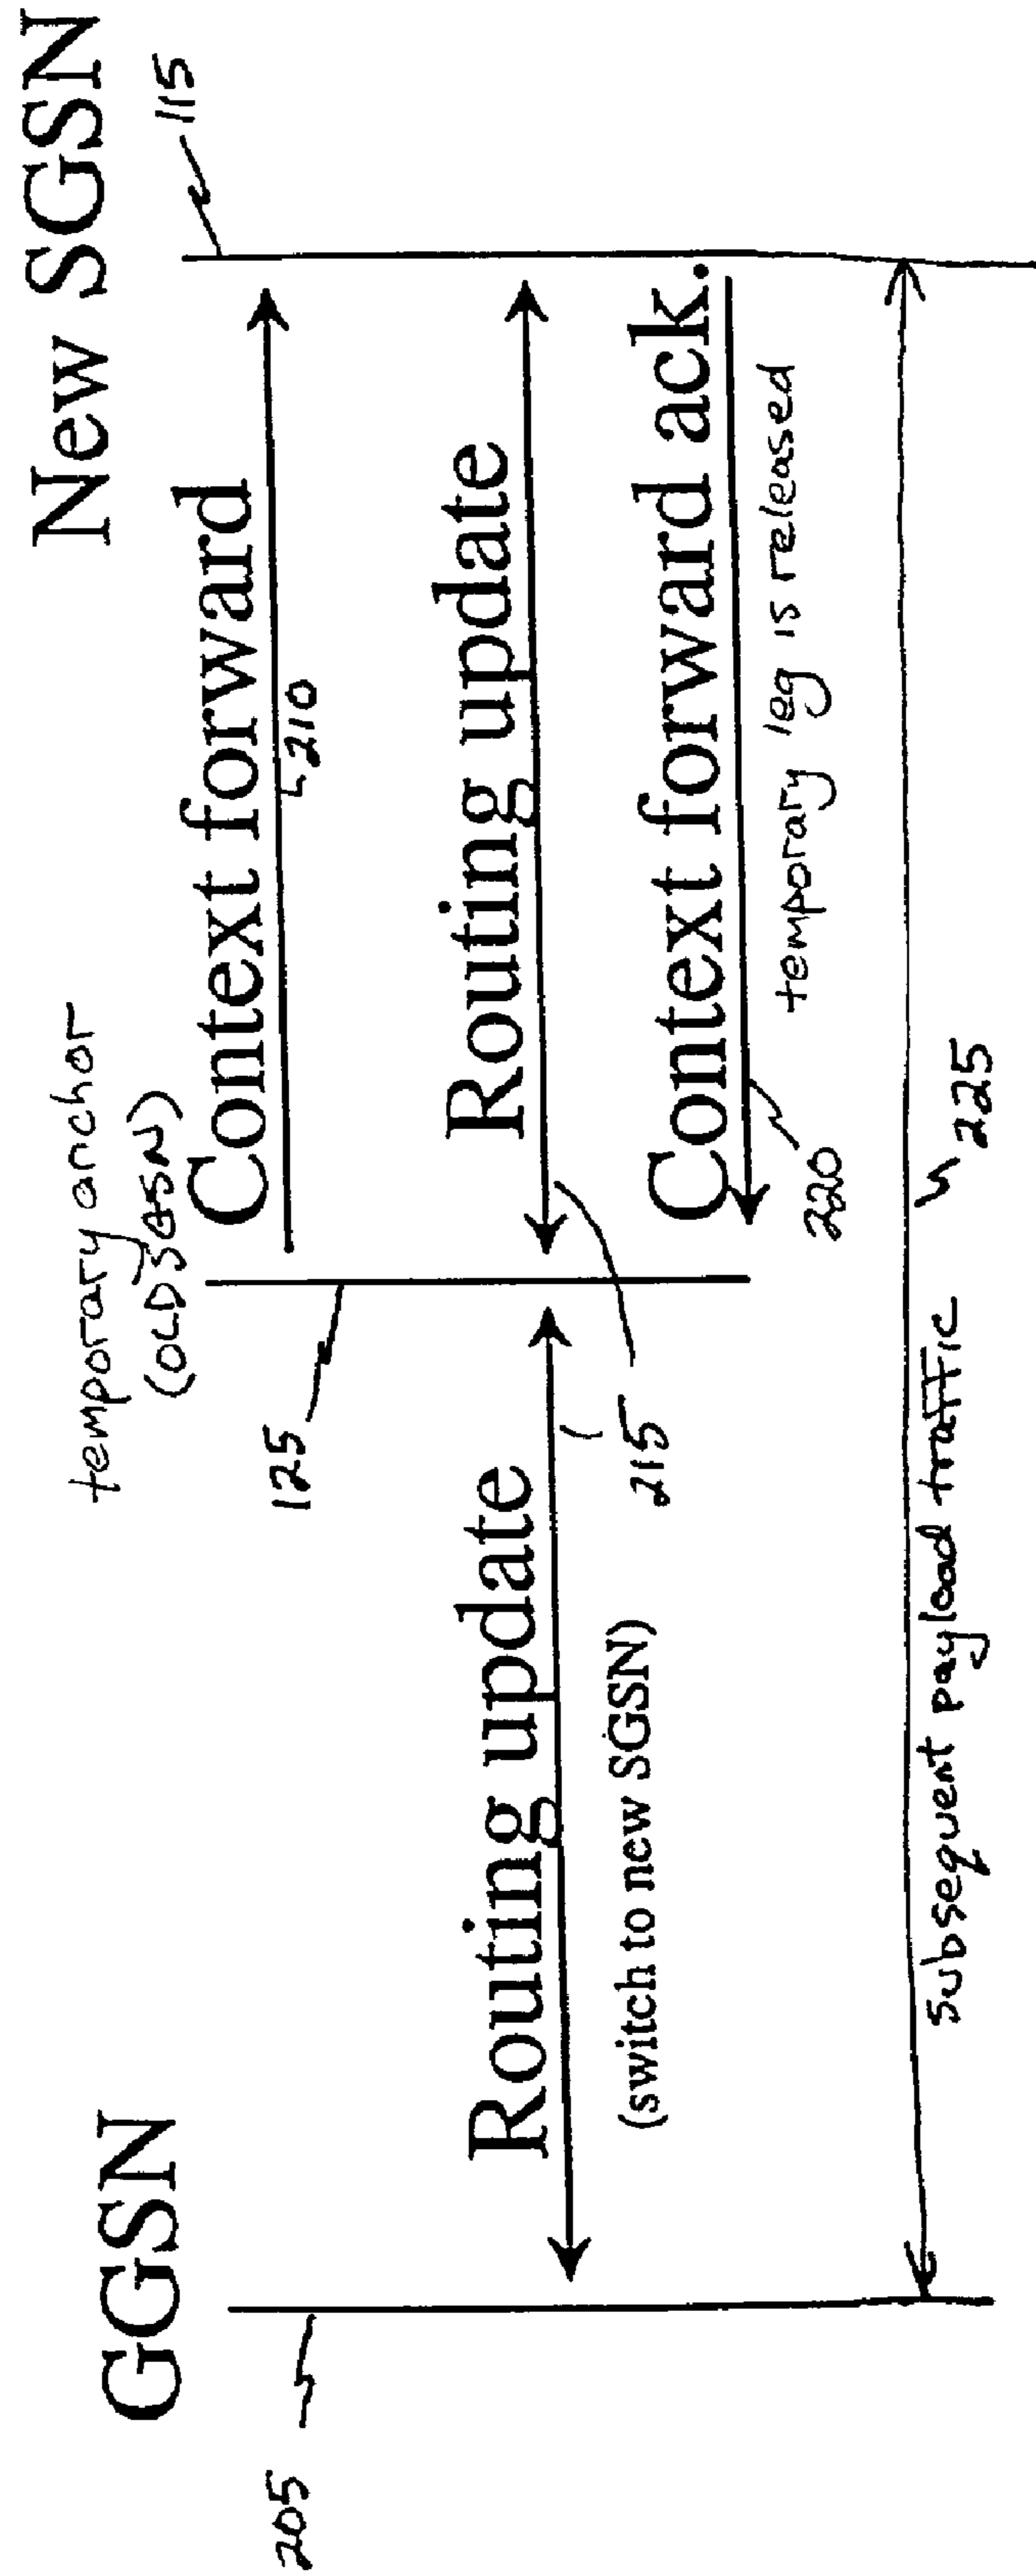 GGSN
temporary anchor
(OLD SGSN)
New SGSN
205
125
115
Context forward
210
Routing update
Routing update
(switch to new SGSN)
215
Context forward ack.
220
temporary leg is released
subsequent payload traffic
225